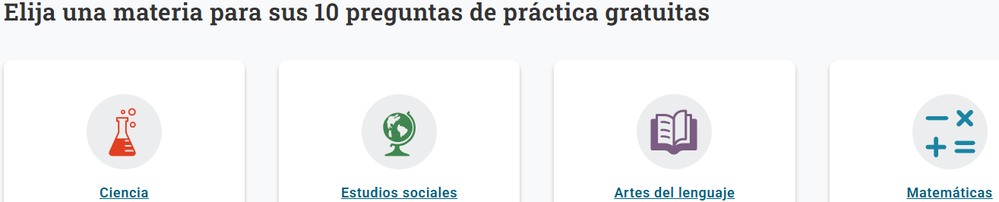 Elija una materia para sus 10 preguntas de práctica gratuitas
Ciencia
Estudios sociales
Artes del lenguaje
Matemáticas